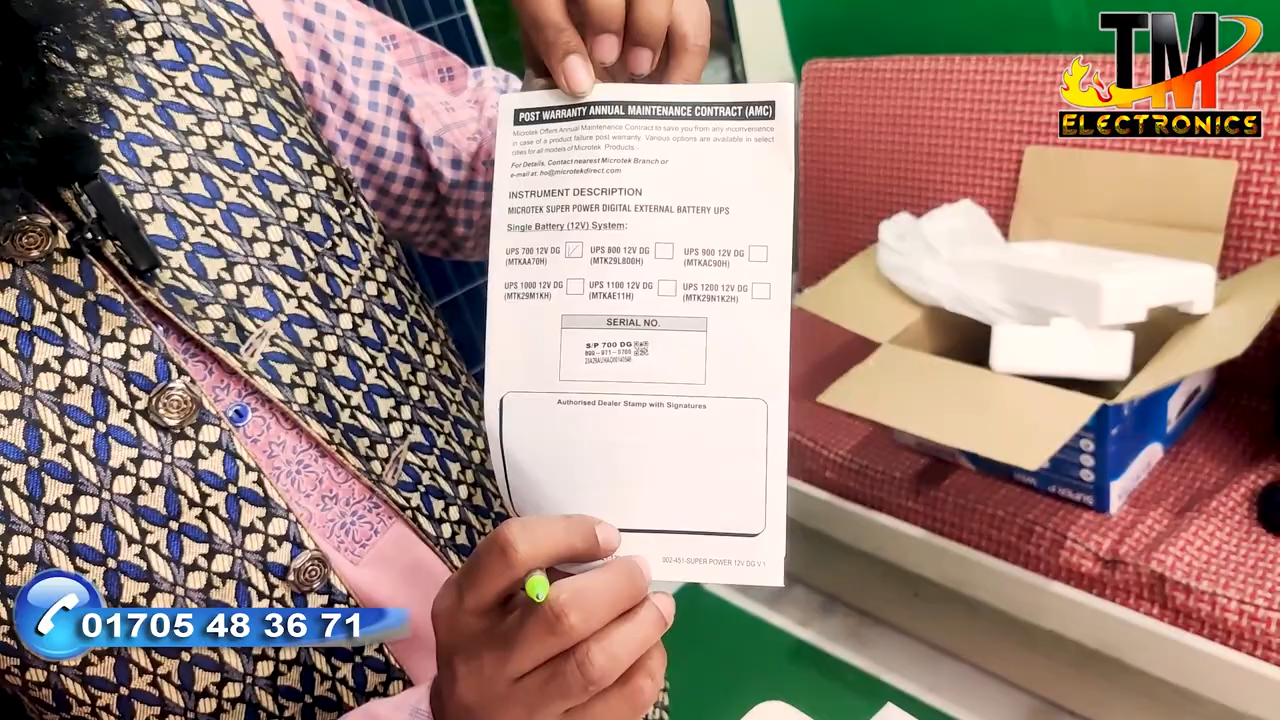 TM
ELECTRONICS
POST WARRANTY ANNUAL MAINTENANCE CONTRACT (AMC)
Microtek Offers Annual Maintenance Contract to save you from any inconvenience
in case of a product failure post warranty. Various options are available in select
cities for all models of Microtek Products.-
For Details, Contact nearest Microtek Branch or
e-mail at: ho@microtekdirect.com
INSTRUMENT DESCRIPTION
MICROTEK SUPER POWER DIGITAL EXTERNAL BATTERY UPS
Single Battery (12V) System:
UPS 700 12V DG UPS 800 12V DG UPS 900 12V DG
(MTKAA70H) (MTK29L800H) (MTKAC90H)
UPS 1000 12V DG UPS 1100 12V DG UPS 1200 12V DG
(MTK29M1KH) (MTKAE11H) (MTK29N1K2H)
SERIAL NO.
S/P 700 DG
Authorised Dealer Stamp with Signatures
902-451-SUPER POWER 12V DG V 1
01705 48 36 71